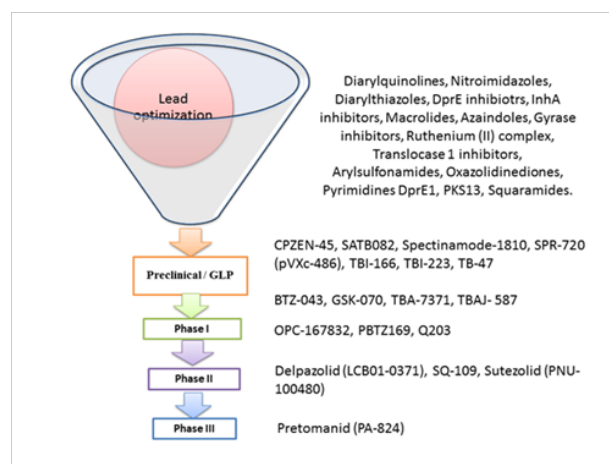 Lead
optimization
Diarylquinolines, Nitroimidazoles,
Diarylthiazoles, DprE inhibiotrs, InhA
inhibitors, Macrolides, Azaindoles, Gyrase
inhibitors, Ruthenium (II) complex,
Translocase 1 inhibitors,
Arylsulfonamides, Oxazolidinediones,
Pyrimidines DprE1, PKS13, Squaramides.
CPZEN-45, SATB082, Spectinamode-1810, SPR-720
(pVXc-486), TBI-166, TBI-223, TB-47
Preclinical / GLP
BTZ-043, GSK-070, TBA-7371, TBAJ- 587
Phase I
OPC-167832, PBTZ169, Q203
Phase II
Delpazolid (LCB01-0371), SQ-109, Sutezolid (PNU-
100480)
Phase III
Pretomanid (PA-824)